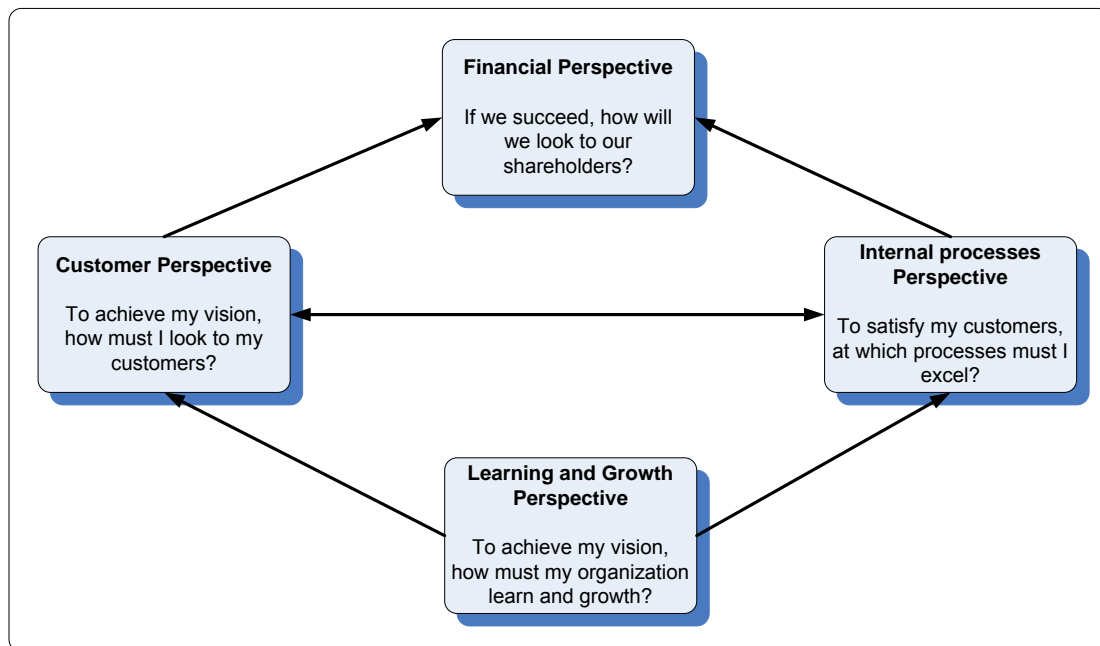 Financial Perspective
If we succeed, how will
we look to our
shareholders?
Customer Perspective
To achieve my vision,
how must I look to my
customers?
Internal processes
Perspective
To satisfy my customers,
at which processes must I
excel?
Learning and Growth
Perspective
To achieve my vision,
how must my organization
learn and growth?